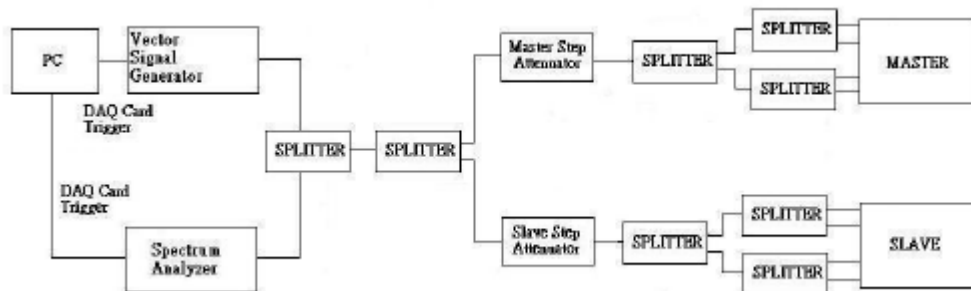 PC
Vector
Signal
Generator
DAQ Card
Trigger
DAQ Card
Trigger
Spectrum
Analyzer
SPLITTER
SPLITTER
Master Step
Attenuator
SPLITTER
SPLITTER
SPLITTER
MASTER
Slave Step
Attenuator
SPLITTER
SPLITTER
SPLITTER
SLAVE